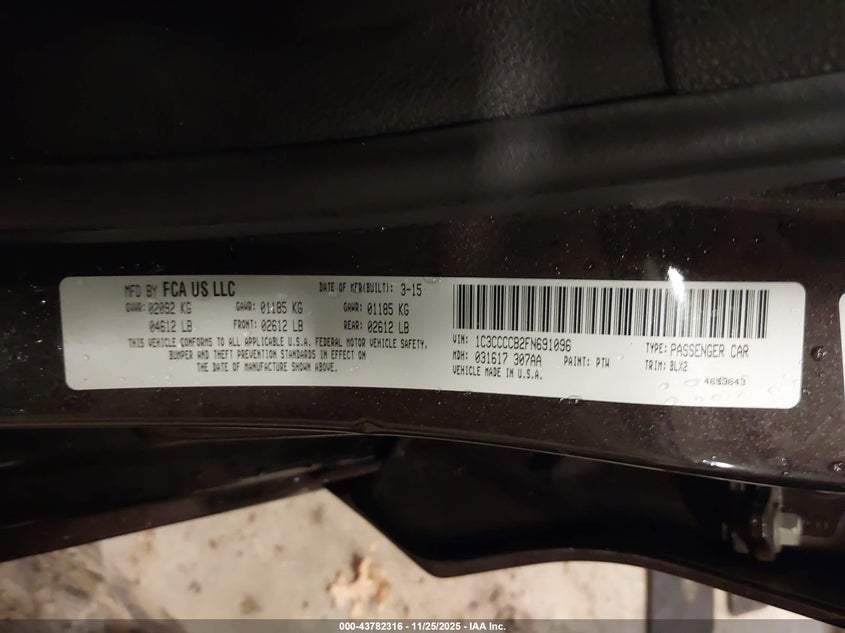 MFD BY FCA US LLC DATE OF MFR(BUILT): 3-15
GVWR: 02092 KG GAWR: 01185 KG GAWR: 01185 KG
04612 LB FRONT: 02612 LB REAR: 02612 LB
THIS VEHICLE CONFORMS TO ALL APPLICABLE U.S.A. FEDERAL MOTOR VEHICLE SAFETY,
BUMPER AND THEFT PREVENTION STANDARDS IN EFFECT ON
THE DATE OF MANUFACTURE SHOWN ABOVE.
VIN: 1C3CCCCB2FN691096 TYPE: PASSENGER CAR
MDH: 031617 307AA PAINT: PTW TRIM: BLX2
VEHICLE MADE IN U.S.A. 4693643
000-43782316 - 11/25/2025 - IAA Inc.